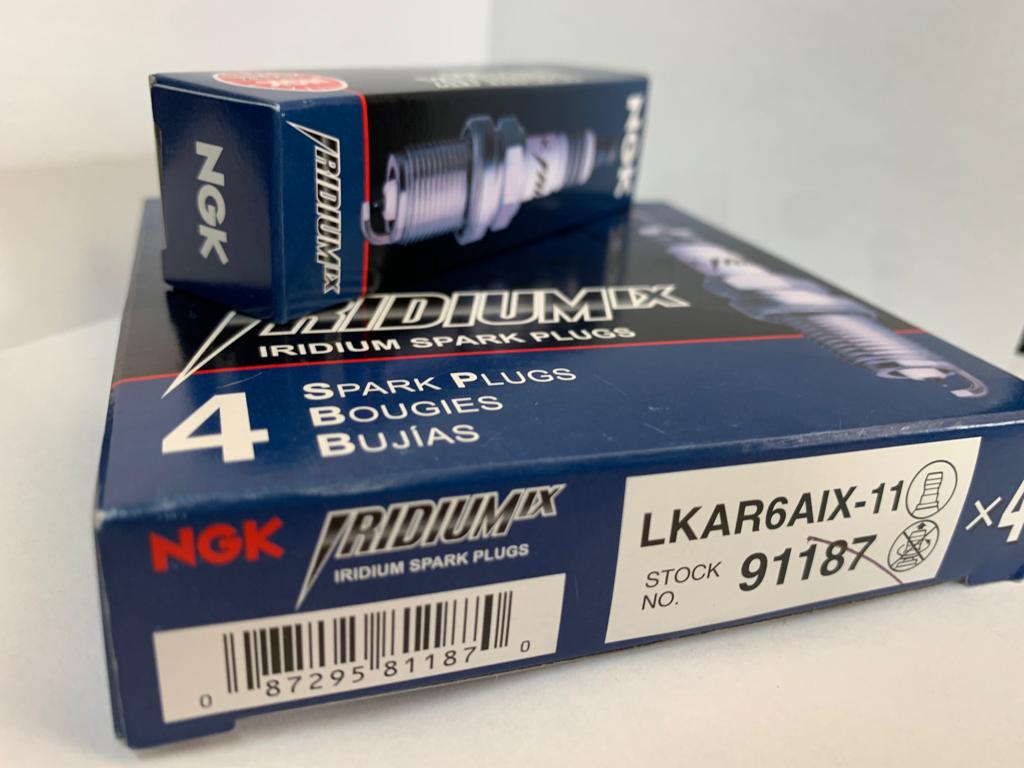 NGK
IRIDIUM IX
NGK
IRIDIUM IX
IRIDIUM SPARK PLUGS
4
SPARK PLUGS
BOUGIES
BUJÍAS
NGK
IRIDIUM IX
IRIDIUM SPARK PLUGS
LKAR6AIX-11
STOCK NO. 91187
×4
0 87295 81187 0